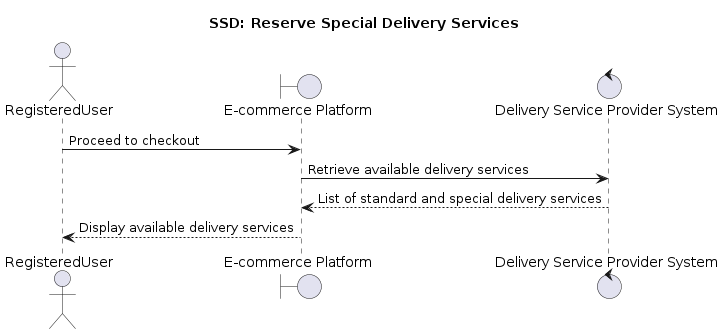 SSD: Reserve Special Delivery Services
RegisteredUser
E-commerce Platform
Delivery Service Provider System
Proceed to checkout
Retrieve available delivery services
List of standard and special delivery services
Display available delivery services
RegisteredUser
E-commerce Platform
Delivery Service Provider System